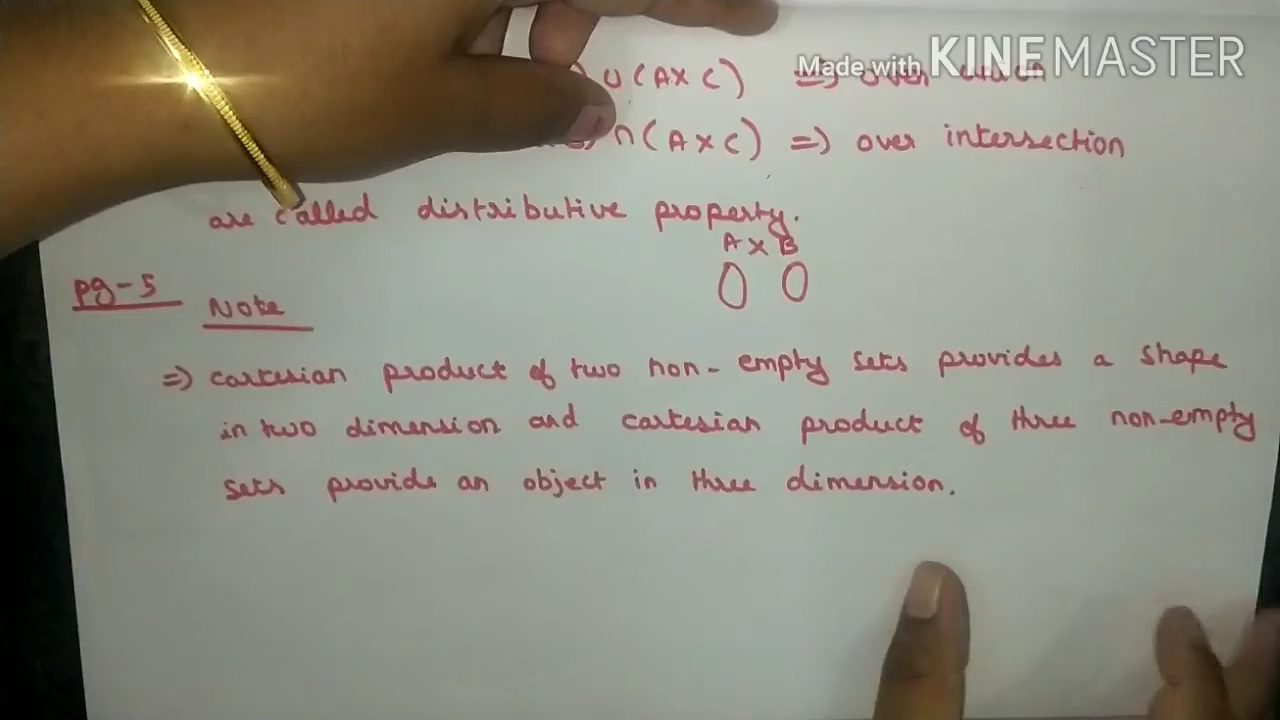 Made with KINEMASTER
∪(A×C) => over
∩(A×C) => over intersection
are called distributive property.
A × B
pg-5
Note
=> cartesian product of two non-empty sets provides a shape
in two dimension and cartesian product of three non-empty
sets provide an object in three dimension.